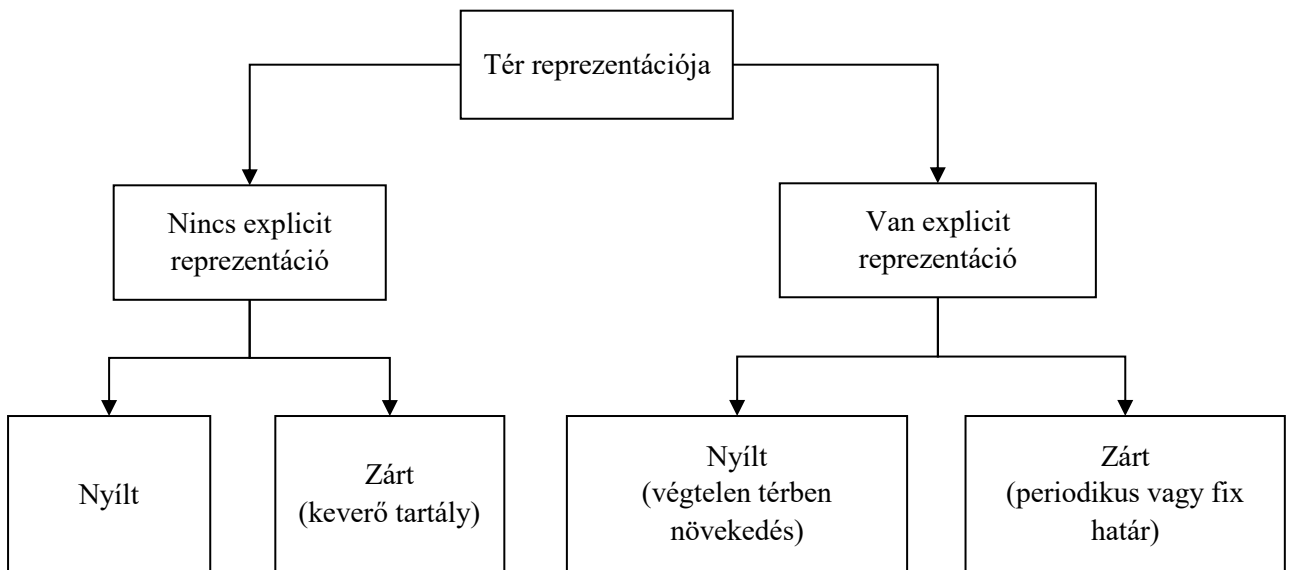 Tér reprezentációja
Nincs explicit
reprezentáció
Van explicit
reprezentáció
Nyílt
Zárt
(keverő tartály)
Nyílt
(végtelen térben
növekedés)
Zárt
(periodikus vagy fix
határ)